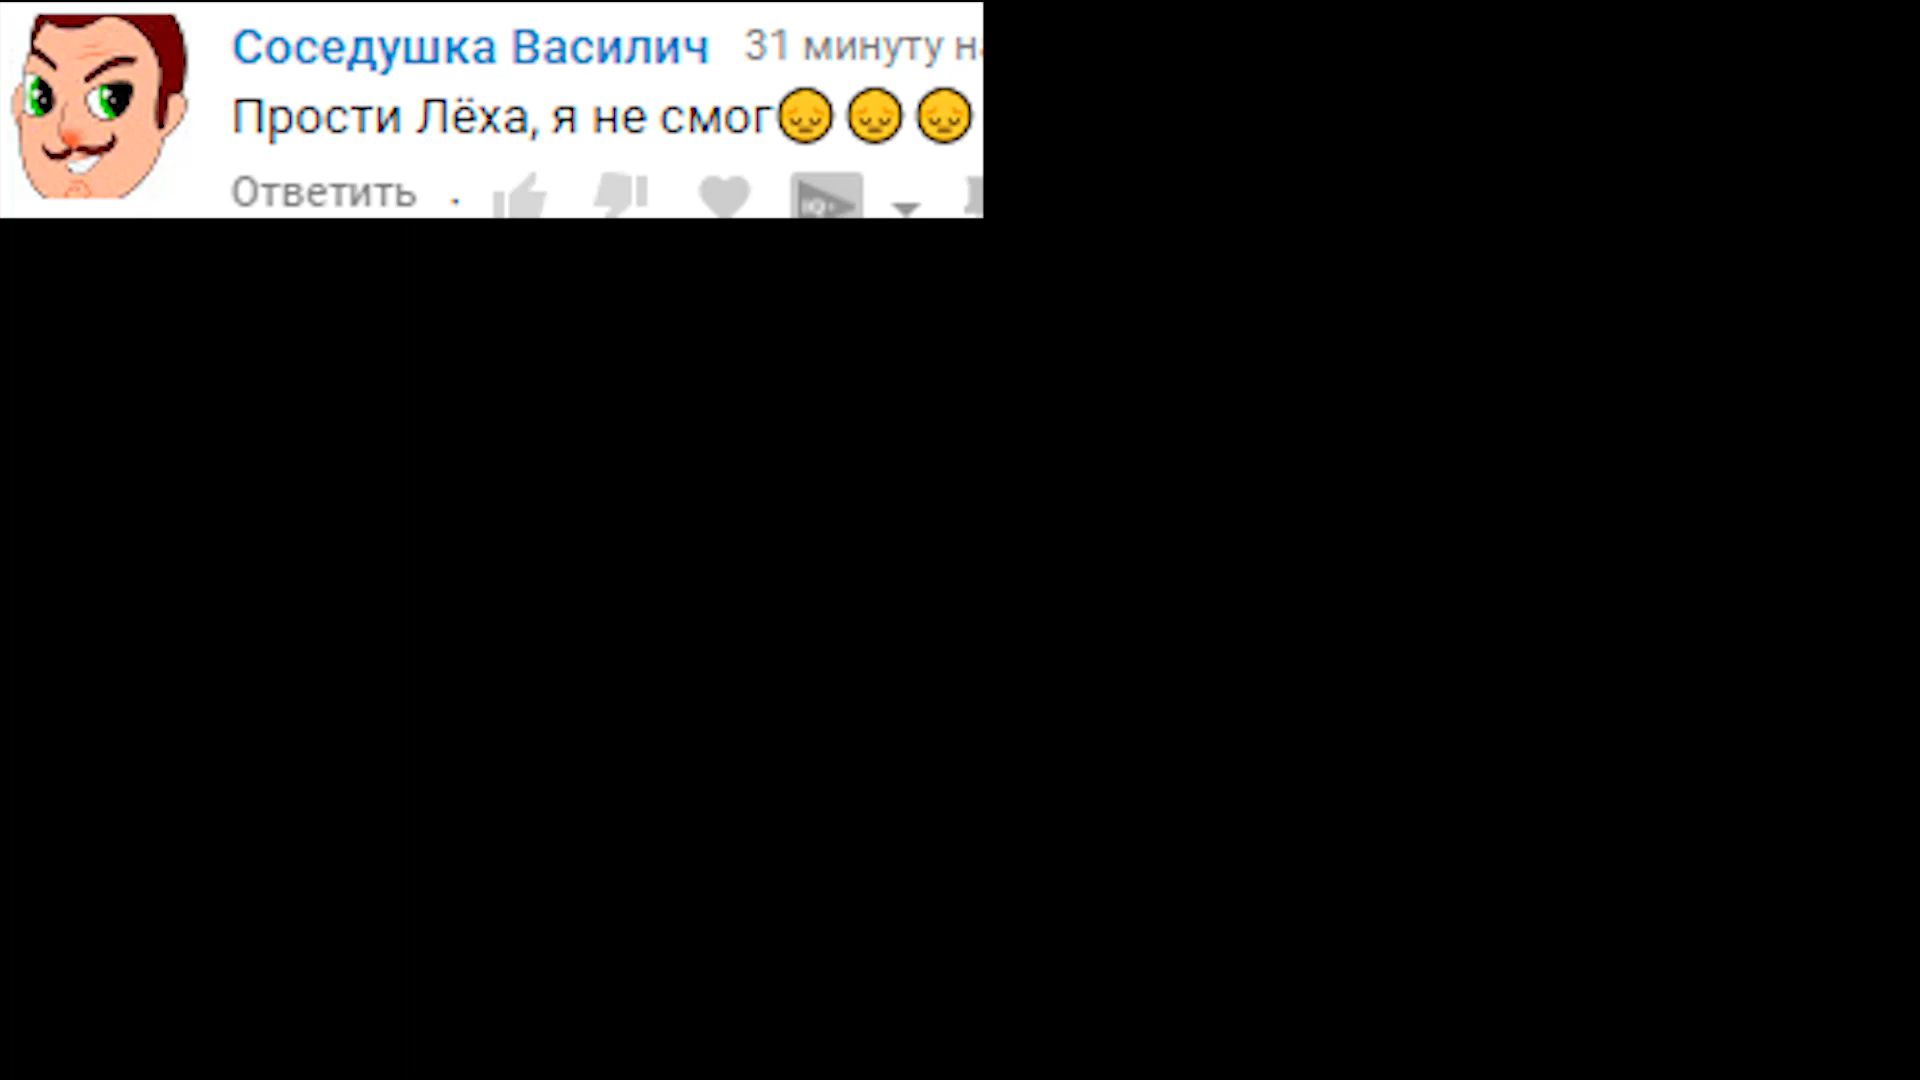 Соседушка Василич 31 минуту
Прости Лёха, я не смог😞😞😞
Ответить .